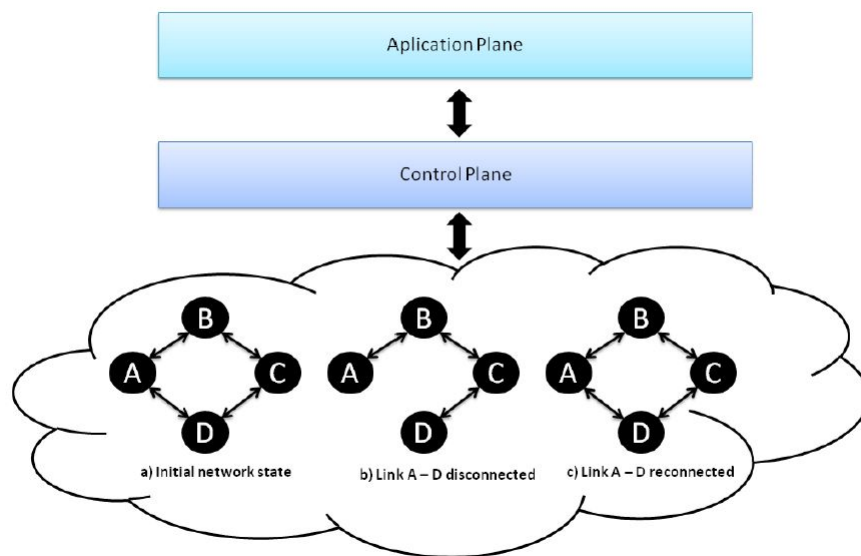 Aplication Plane
Control Plane
B
A
C
D
a) Initial network state
B
A
C
D
b) Link A – D disconnected
B
A
C
D
c) Link A – D reconnected